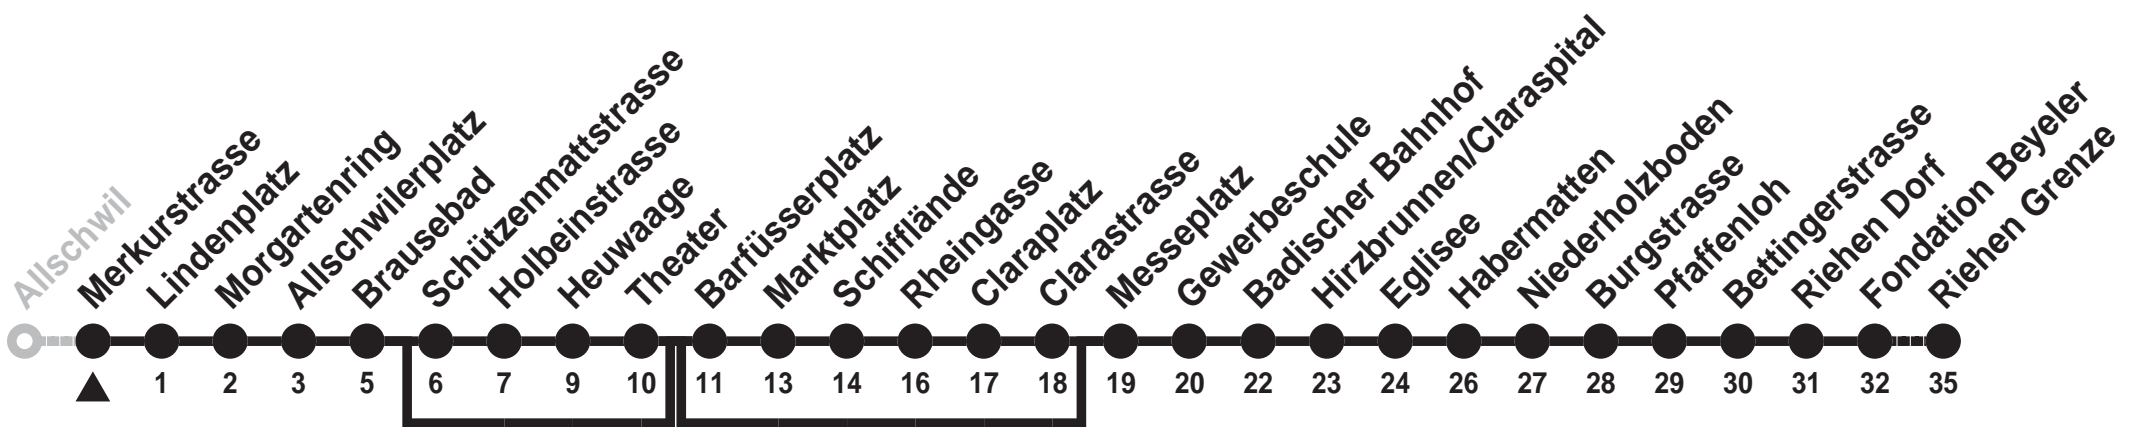 Allschwil
Merkurstrasse
Lindenplatz
Morgartenring
Allschwilerplatz
Brausebad
Schützenmattstrasse
Holbeinstrasse
Heuwaage
Theater
Barfüsserplatz
Marktplatz
Schifflände
Rheingasse
Claraplatz
Clarastrasse
Messeplatz
Gewerbeschule
Badischer Bahnhof
Hirzbrunnen/Claraspital
Eglisee
Habermatten
Niederholzboden
Burgstrasse
Pfaffenloh
Bettingerstrasse
Riehen Dorf
Fondation Beyeler
Riehen Grenze
1 2 3 5 6 7 9 10 11 13 14 16 17 18 19 20 22 23 24 26 27 28 29 30 31 32 35